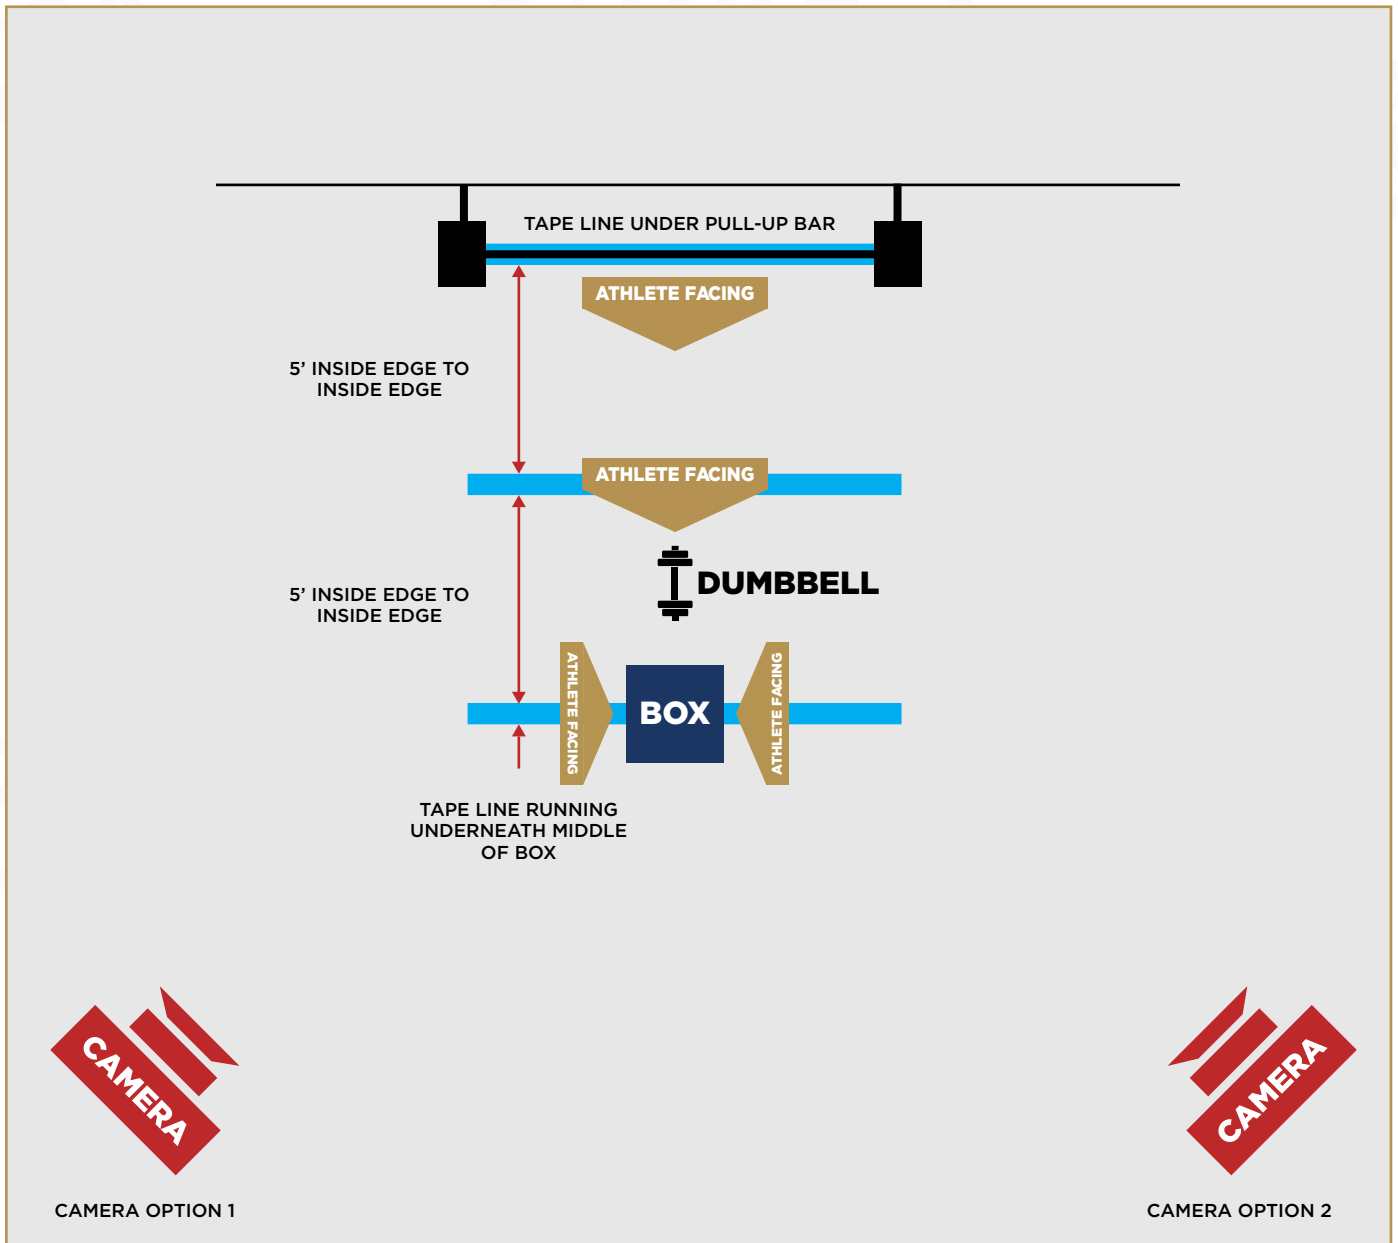 TAPE LINE UNDER PULL-UP BAR
ATHLETE FACING
5’ INSIDE EDGE TO
INSIDE EDGE
ATHLETE FACING
DUMBBELL
5’ INSIDE EDGE TO
INSIDE EDGE
ATHLETE FACING
BOX
ATHLETE FACING
TAPE LINE RUNNING
UNDERNEATH MIDDLE
OF BOX
CAMERA
CAMERA
CAMERA OPTION 1
CAMERA OPTION 2